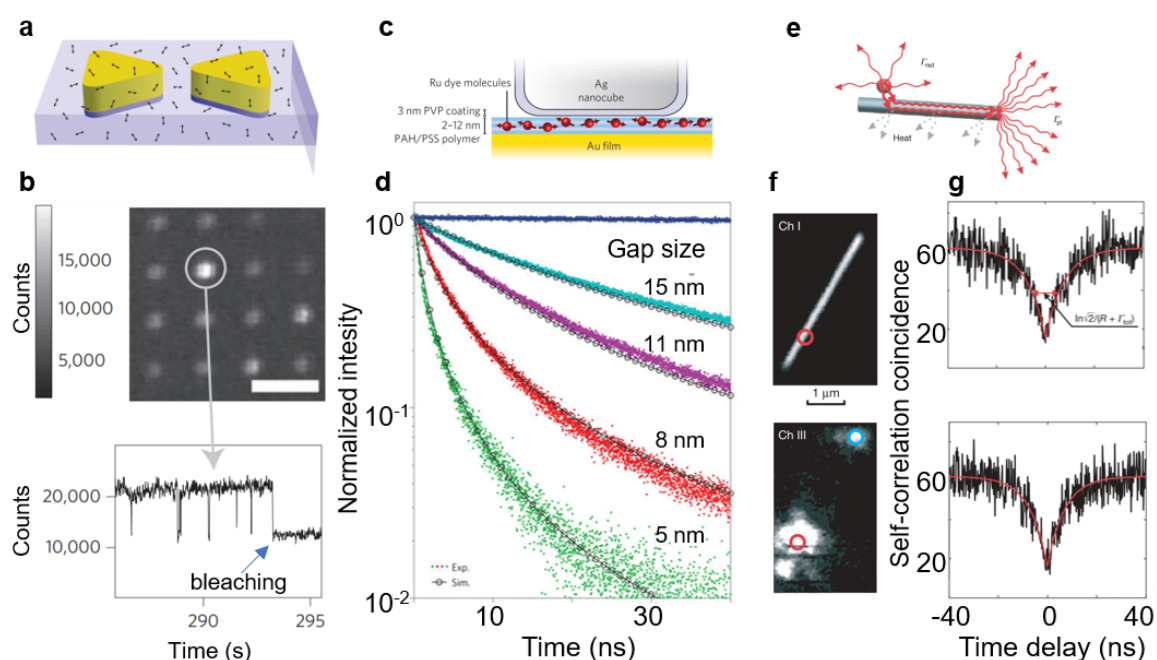 a
c
e
Ru dye molecules
Ag
nanocube
3 nm PVP coating
2–12 nm
PAH/PSS polymer
Au film
Γrad
Γpl
Heat
b
d
f
g
Counts
15,000
10,000
5,000
Counts
20,000
10,000
bleaching
290
295
Time (s)
Normalized intesity
10⁰
10⁻¹
10⁻²
Gap size
15 nm
11 nm
8 nm
5 nm
Exp.
Sim.
10
30
Time (ns)
Ch I
1 μm
Ch III
Self-correlation coincidence
60
20
ln√2/(R + Γtot)
60
20
-40
0
40
Time delay (ns)